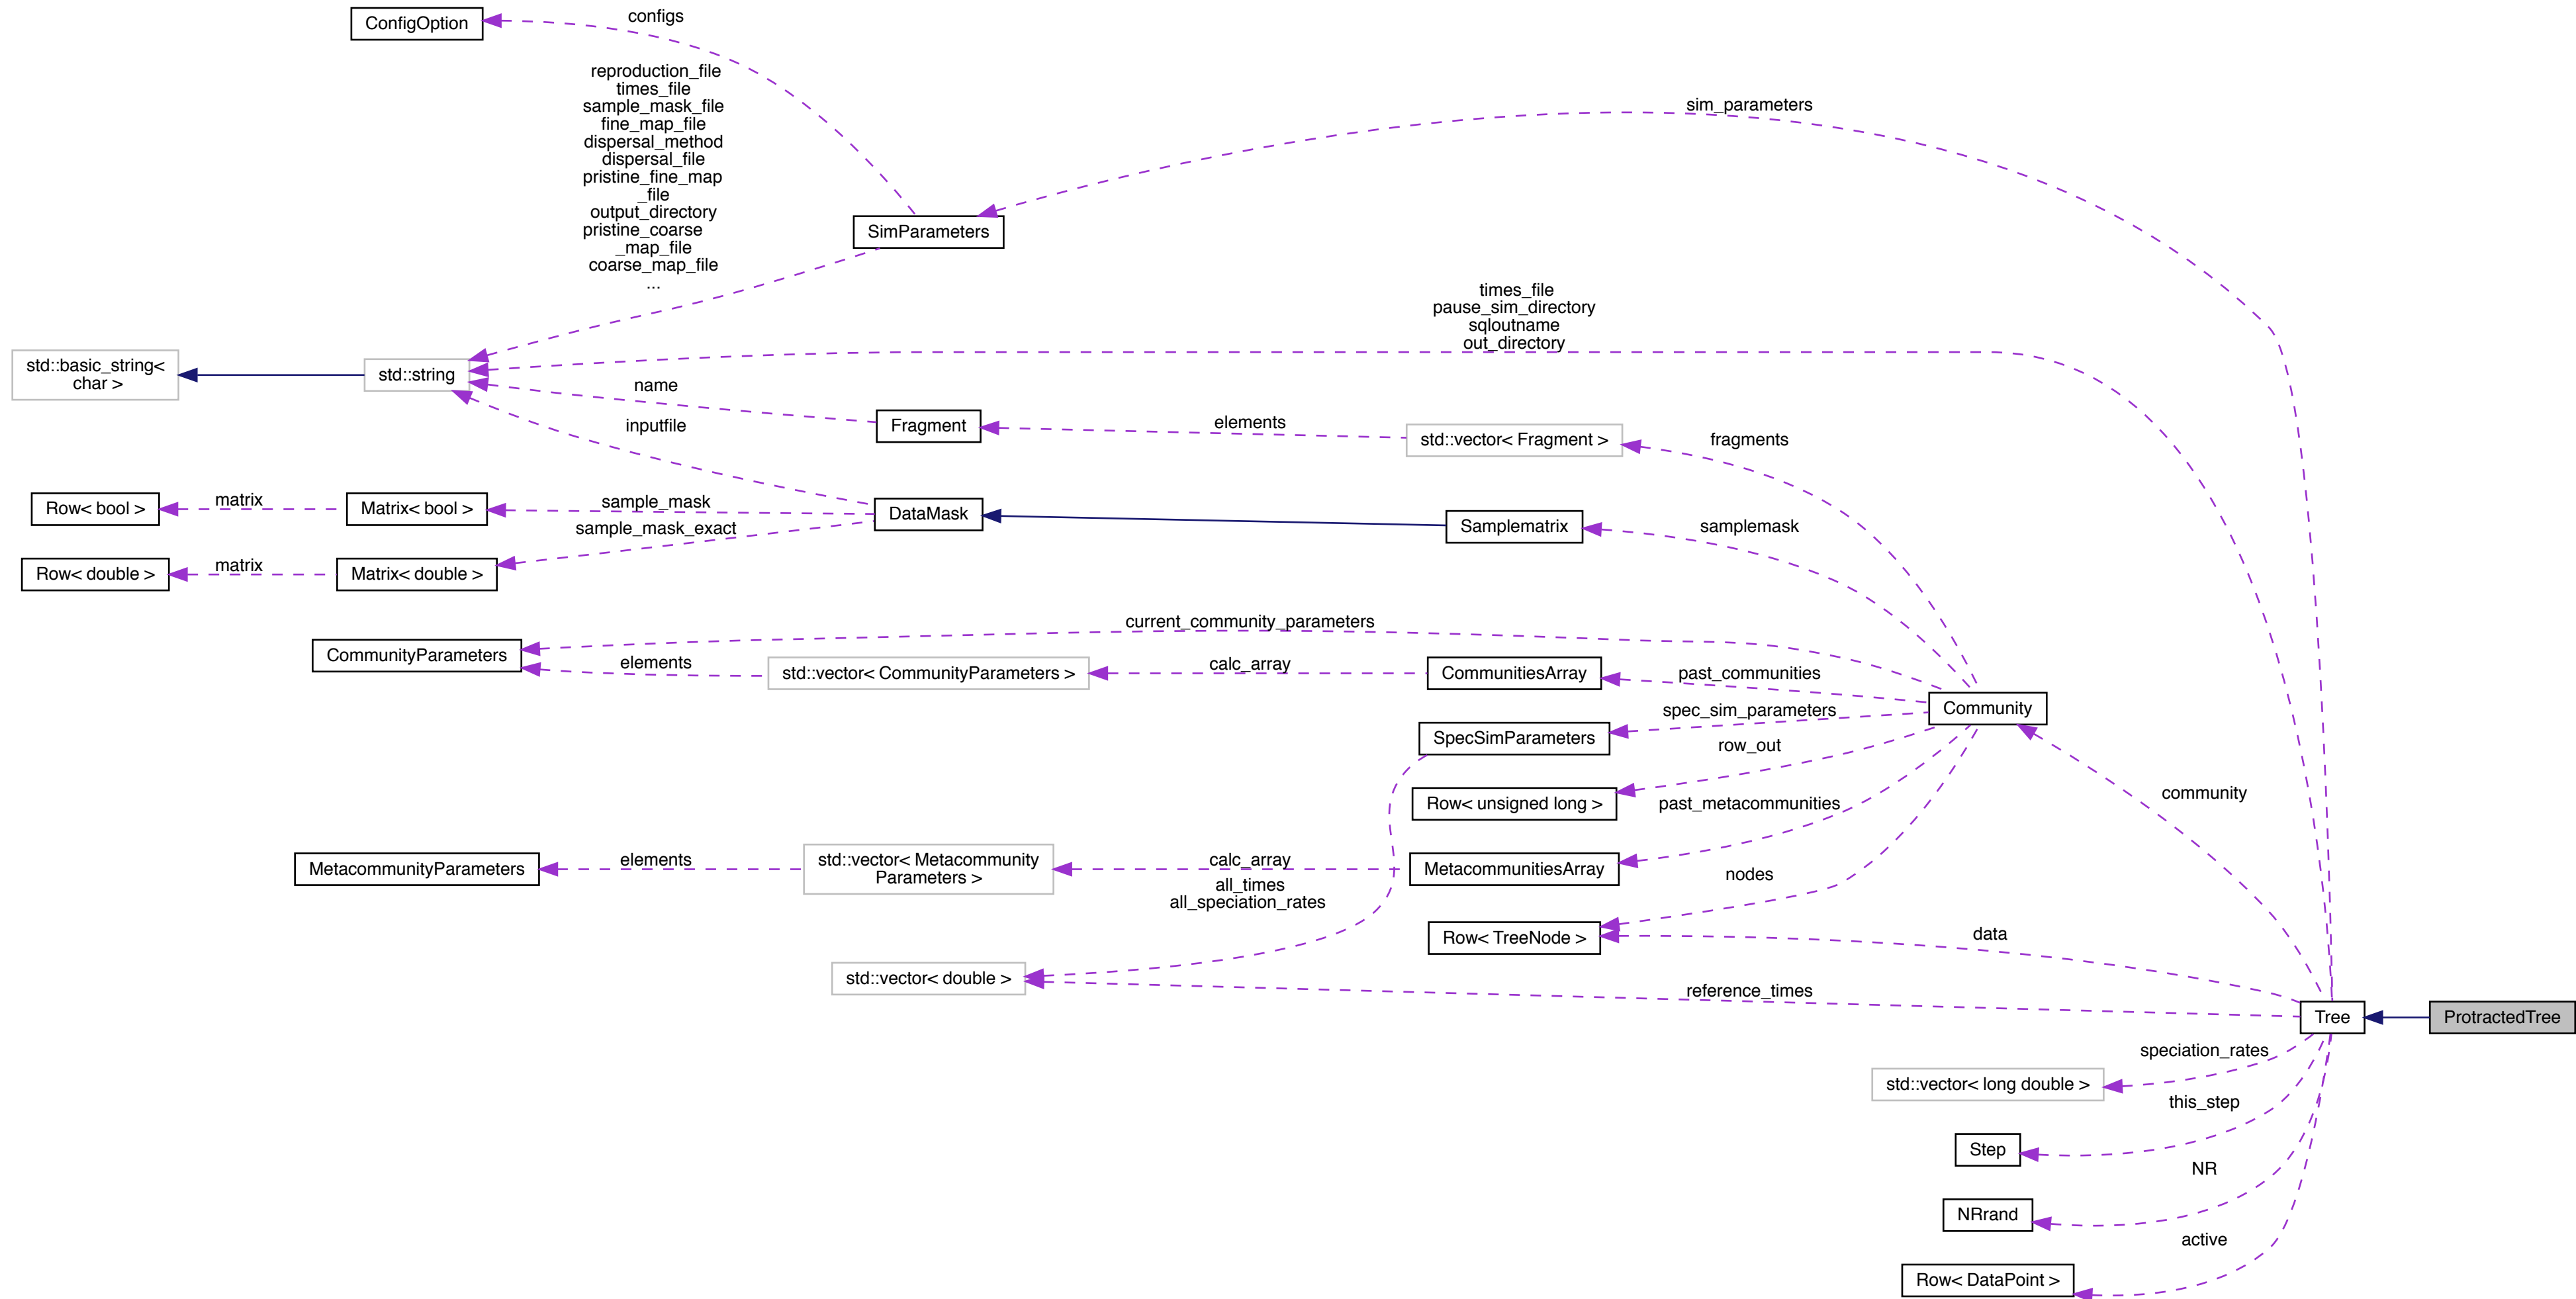 ConfigOption
configs
reproduction_file
times_file
sample_mask_file
fine_map_file
dispersal_method
dispersal_file
pristine_fine_map
_file
output_directory
pristine_coarse
_map_file
coarse_map_file
...
sim_parameters
SimParameters
times_file
pause_sim_directory
sqloutname
out_directory
std::basic_string<
char >
std::string
name
inputfile
Fragment
elements
std::vector< Fragment >
fragments
Row< bool >
matrix
Matrix< bool >
sample_mask
sample_mask_exact
DataMask
Samplematrix
samplemask
Row< double >
matrix
Matrix< double >
current_community_parameters
CommunityParameters
elements
std::vector< CommunityParameters >
calc_array
CommunitiesArray
past_communities
Community
spec_sim_parameters
SpecSimParameters
row_out
Row< unsigned long >
past_metacommunities
community
MetacommunityParameters
elements
std::vector< Metacommunity
Parameters >
calc_array
MetacommunitiesArray
all_times
all_speciation_rates
nodes
Row< TreeNode >
data
std::vector< double >
reference_times
Tree
ProtractedTree
speciation_rates
std::vector< long double >
this_step
Step
NR
NRrand
active
Row< DataPoint >